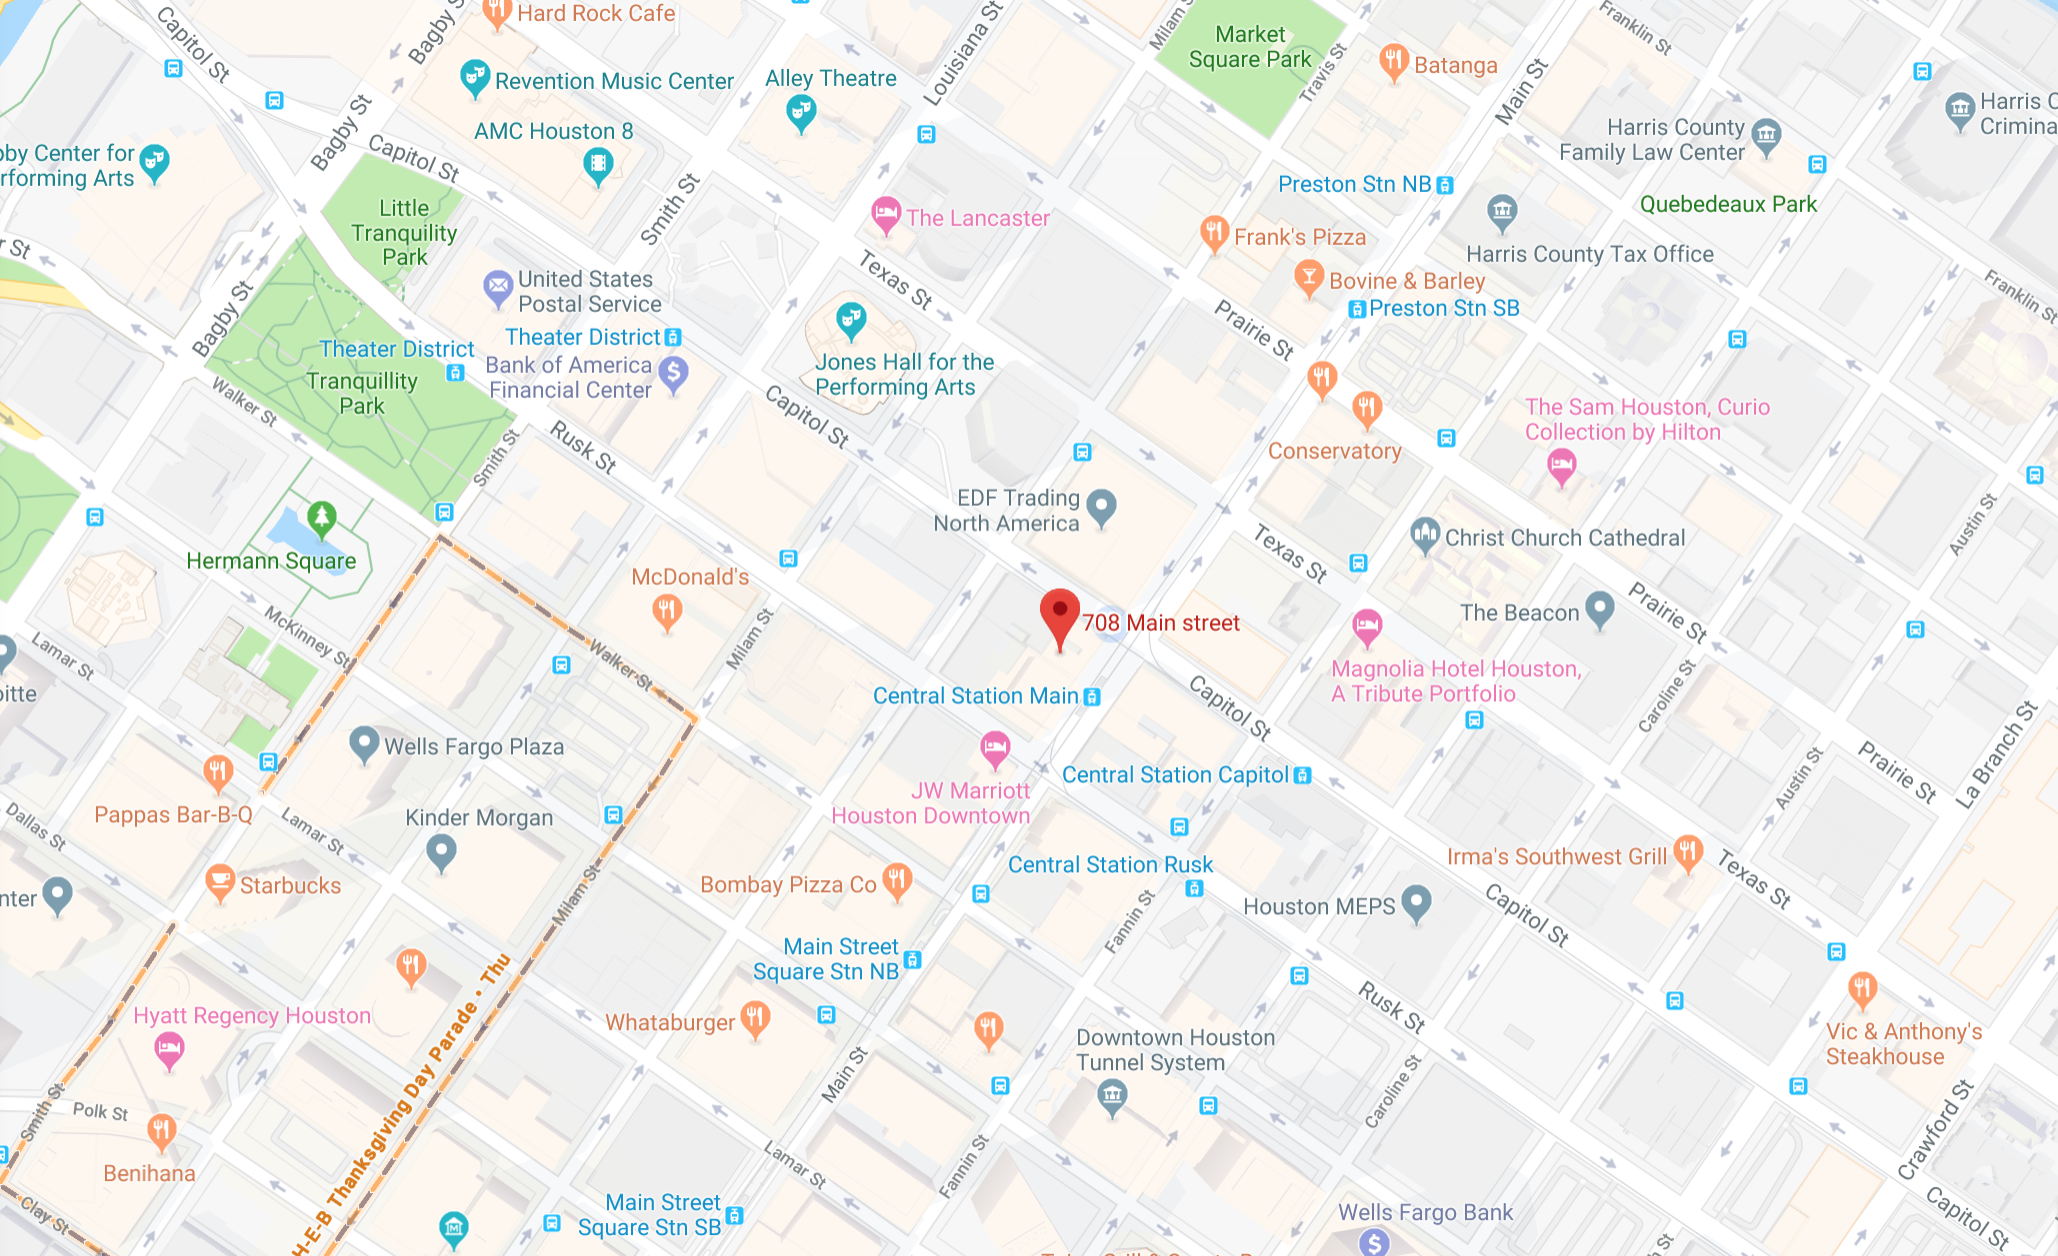 Hard Rock Cafe
Capitol St
Bagby St
Louisiana St
Milam S
Market
Square Park
Travis St
Batanga
Main St
Franklin St
Harris C
Crimina
Revention Music Center
Alley Theatre
AMC Houston 8
Bagby St
Capitol St
by Center for
rforming Arts
Harris County
Family Law Center
Preston Stn NB
Quebedeaux Park
Little
Tranquility
Park
Smith St
The Lancaster
Frank's Pizza
Harris County Tax Office
r St
Texas St
Bovine & Barley
Preston Stn SB
Franklin St
United States
Postal Service
Bagby St
Theater District
Theater District
Bank of America
Financial Center
Tranquillity
Park
Jones Hall for the
Performing Arts
Prairie St
Walker St
Capitol St
Rusk St
Smith St
Conservatory
The Sam Houston, Curio
Collection by Hilton
EDF Trading
North America
Texas St
Christ Church Cathedral
Austin St
Hermann Square
McDonald's
708 Main street
The Beacon
Prairie St
McKinney St
Lamar St
Walker St
Milam St
itte
Central Station Main
Capitol St
Magnolia Hotel Houston,
A Tribute Portfolio
Caroline St
La Branch St
Wells Fargo Plaza
Central Station Capitol
JW Marriott
Houston Downtown
Prairie St
Austin St
Pappas Bar-B-Q
Kinder Morgan
Dallas St
Lamar St
Central Station Rusk
Irma's Southwest Grill
Texas St
Starbucks
nter
Milam St
Bombay Pizza Co
Fannin St
Houston MEPS
Capitol St
Main Street
Square Stn NB
Rusk St
Hyatt Regency Houston
H-E-B Thanksgiving Day Parade • Thu
Whataburger
Downtown Houston
Tunnel System
Vic & Anthony's
Steakhouse
Main St
Caroline St
Smith St
Polk St
Benihana
Lamar St
Fannin St
Crawford St
Clay St
Main Street
Square Stn SB
Wells Fargo Bank
Capitol St